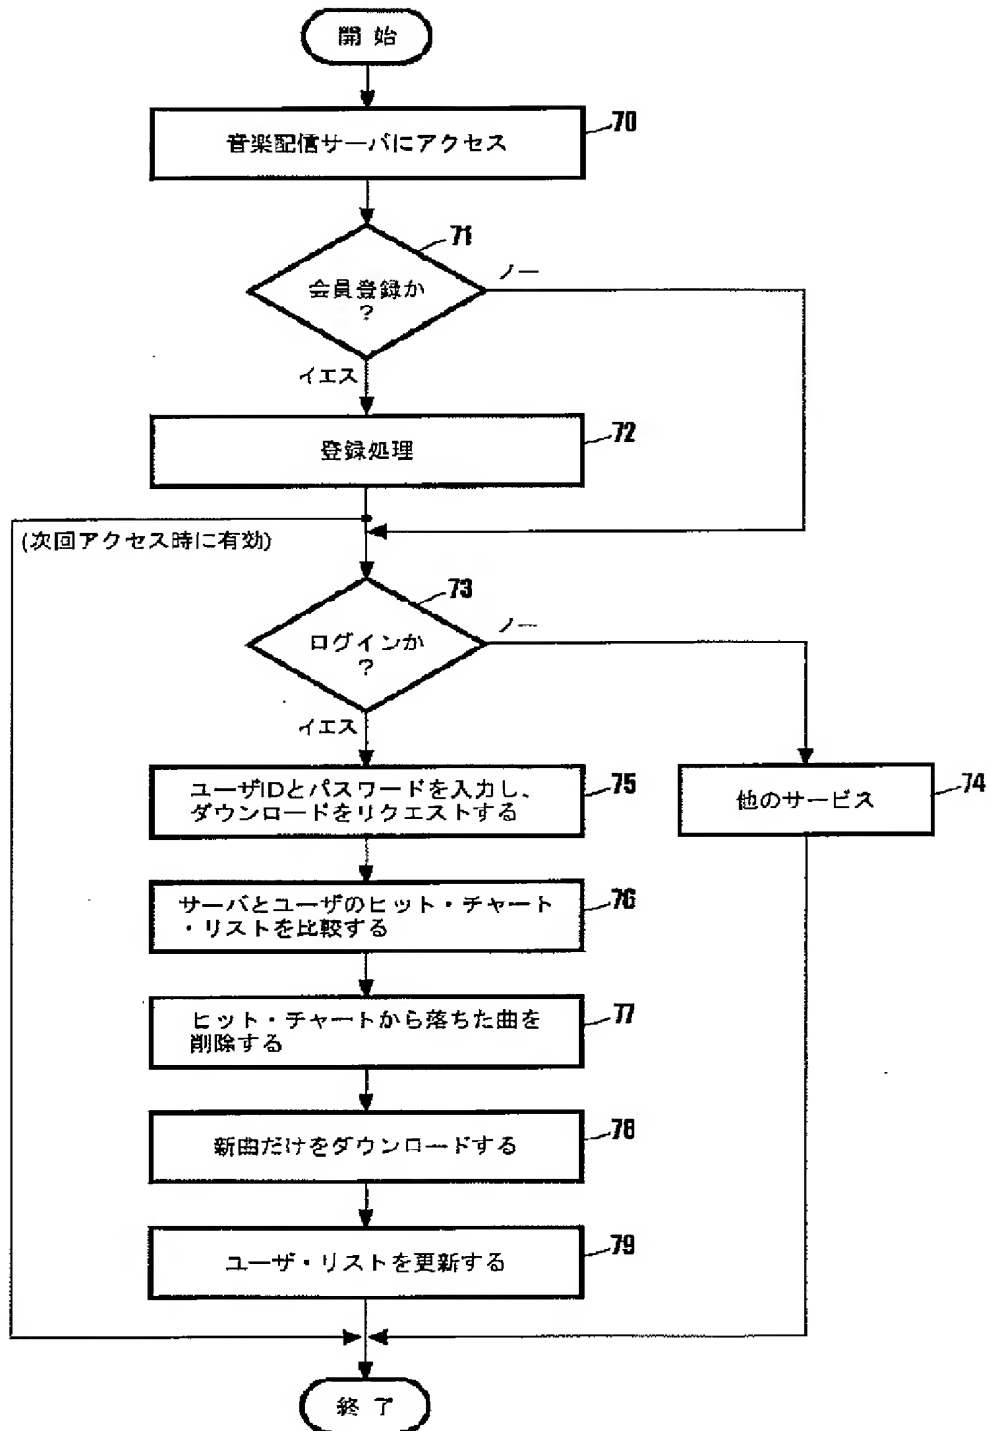 開始
音楽配信サーバにアクセス
70
71
会員登録か
?
ノー
イエス
登録処理
72
(次回アクセス時に有効)
73
ログインか
?
ノー
イエス
ユーザIDとパスワードを入力し、
ダウンロードをリクエストする
75
他のサービス
74
サーバとユーザのヒット・チャート
・リストを比較する
76
ヒット・チャートから落ちた曲を
削除する
77
新曲だけをダウンロードする
78
ユーザ・リストを更新する
79
終了